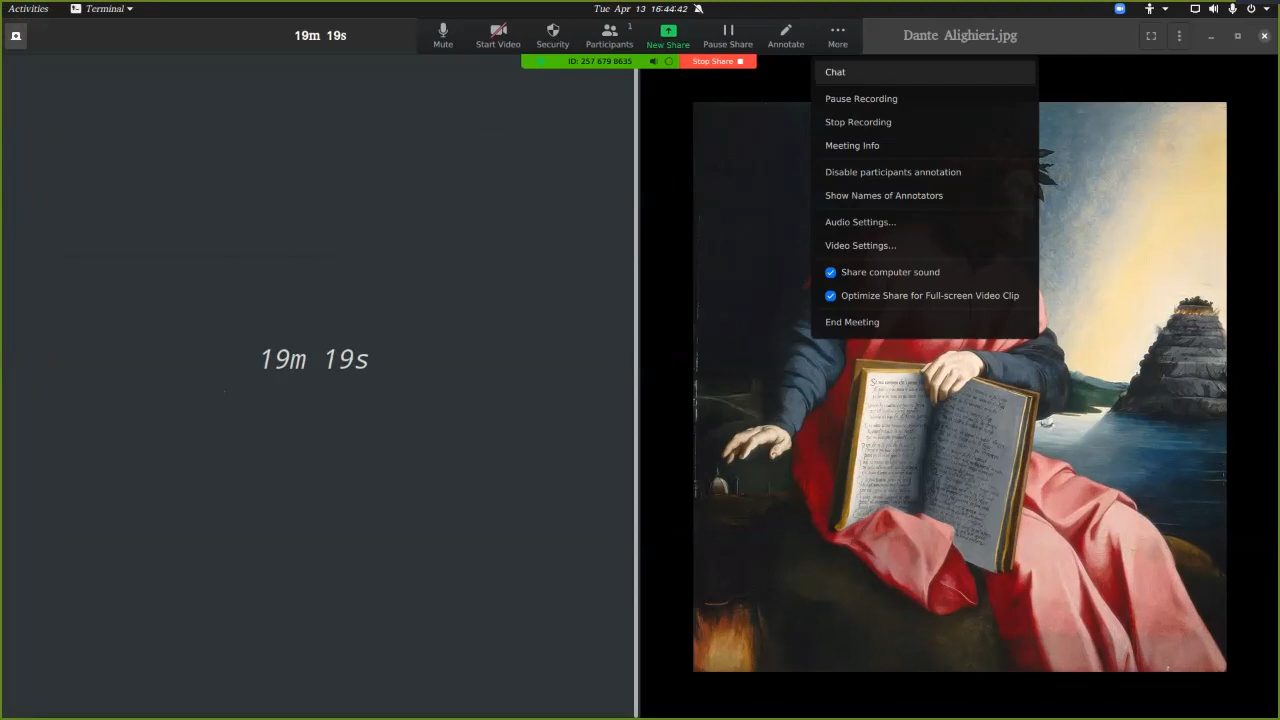 Activities
Terminal
Tue Apr 13 16:44:42
19m 19s
Mute
Start Video
Security
Participants
1
New Share
Pause Share
Annotate
More
Dante Alighieri.jpg
ID: 257 679 8635
Stop Share
Chat
Pause Recording
Stop Recording
Meeting Info
Disable participants annotation
Show Names of Annotators
Audio Settings...
Video Settings...
Share computer sound
Optimize Share for Full-screen Video Clip
End Meeting
19m 19s